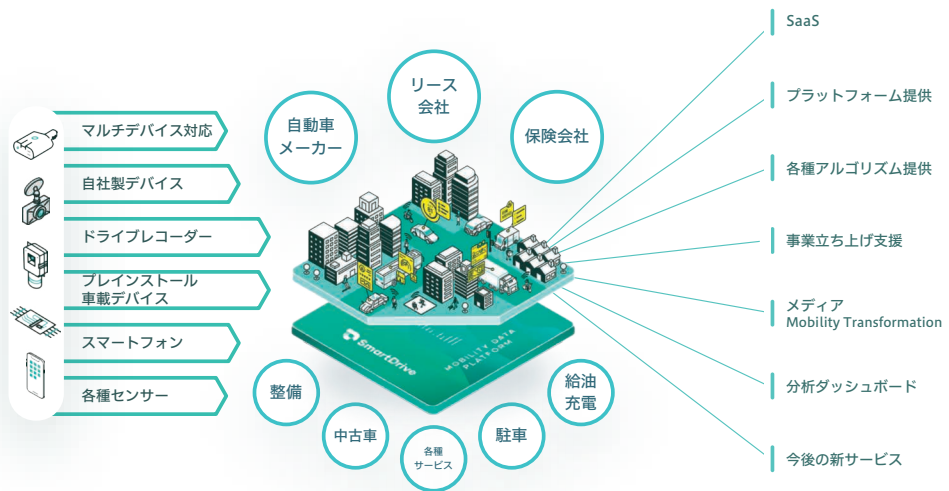 マルチデバイス対応
自社製デバイス
ドライブレコーダー
プレインストール
車載デバイス
スマートフォン
各種センサー
自動車
メーカー
リース
会社
保険会社
SmartDrive
MOBILITY DATA
PLATFORM
整備
中古車
各種
サービス
駐車
給油
充電
SaaS
プラットフォーム提供
各種アルゴリズム提供
事業立ち上げ支援
メディア
Mobility Transformation
分析ダッシュボード
今後の新サービス